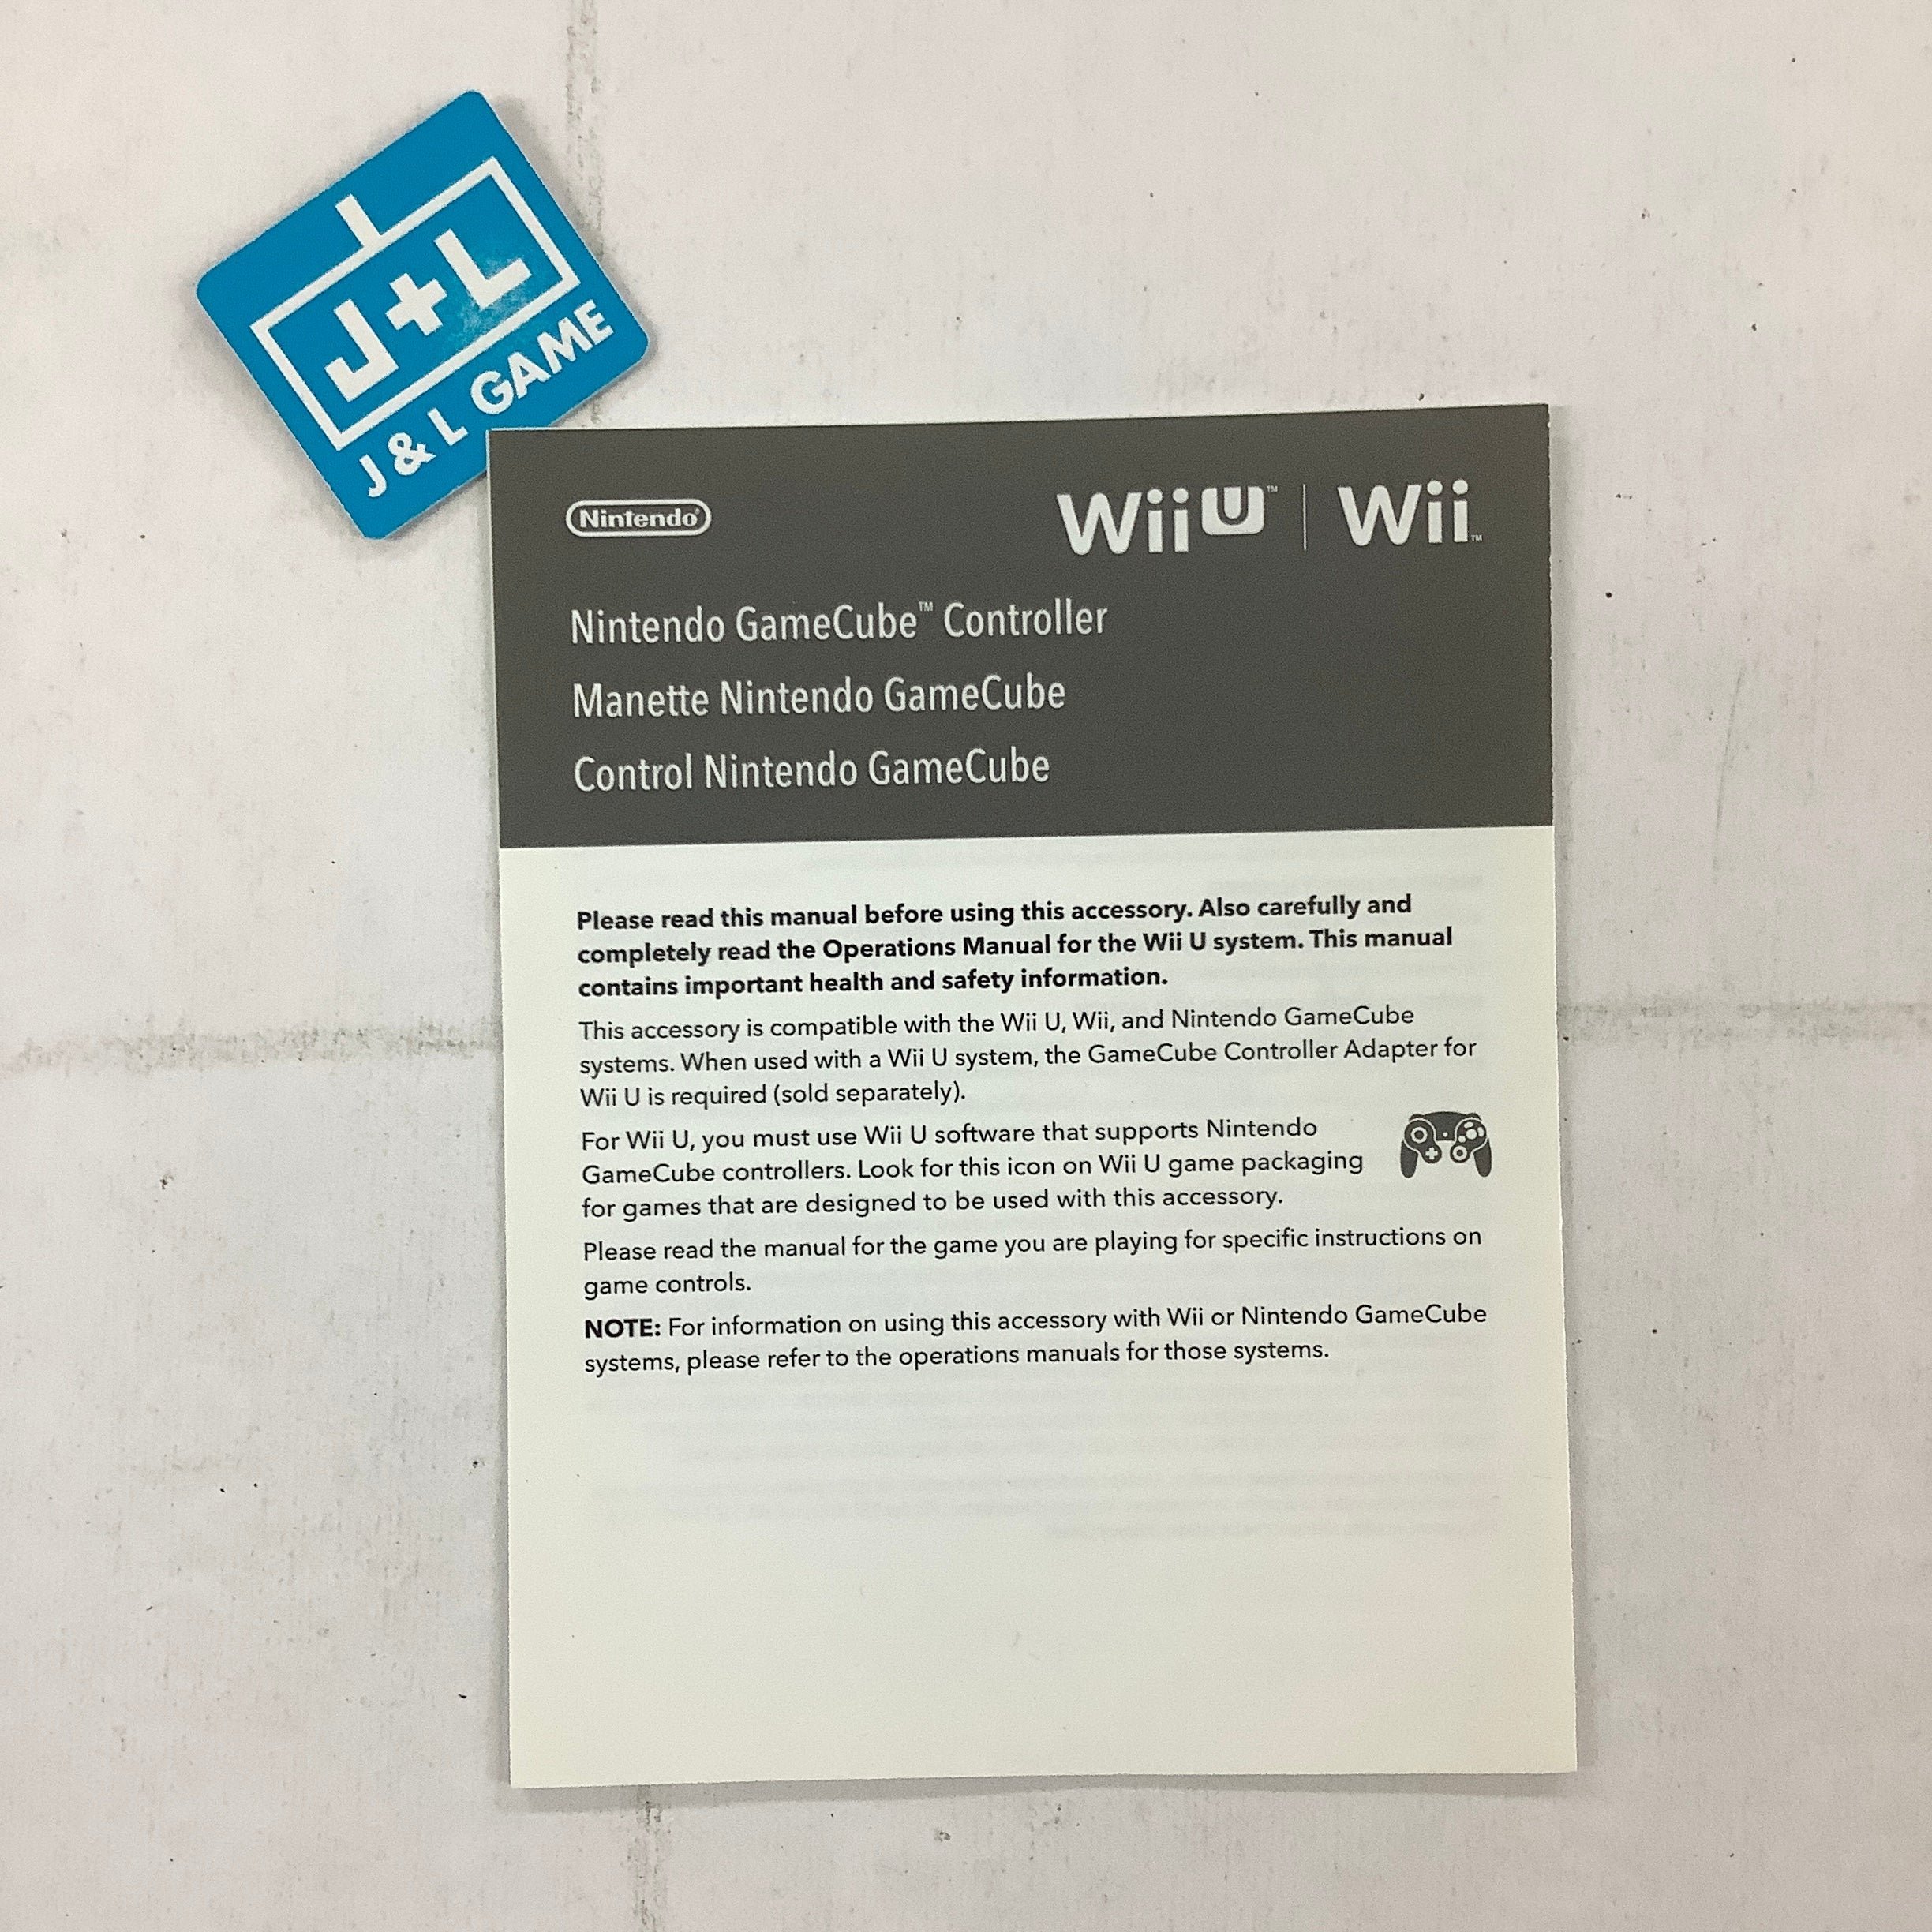 J+L
J & L GAME
Nintendo®
Wii U™ | Wii™
Nintendo GameCube™ Controller
Manette Nintendo GameCube
Control Nintendo GameCube
Please read this manual before using this accessory. Also carefully and
completely read the Operations Manual for the Wii U system. This manual
contains important health and safety information.
This accessory is compatible with the Wii U, Wii, and Nintendo GameCube
systems. When used with a Wii U system, the GameCube Controller Adapter for
Wii U is required (sold separately).
For Wii U, you must use Wii U software that supports Nintendo
GameCube controllers. Look for this icon on Wii U game packaging
for games that are designed to be used with this accessory.
Please read the manual for the game you are playing for specific instructions on
game controls.
NOTE: For information on using this accessory with Wii or Nintendo GameCube
systems, please refer to the operations manuals for those systems.